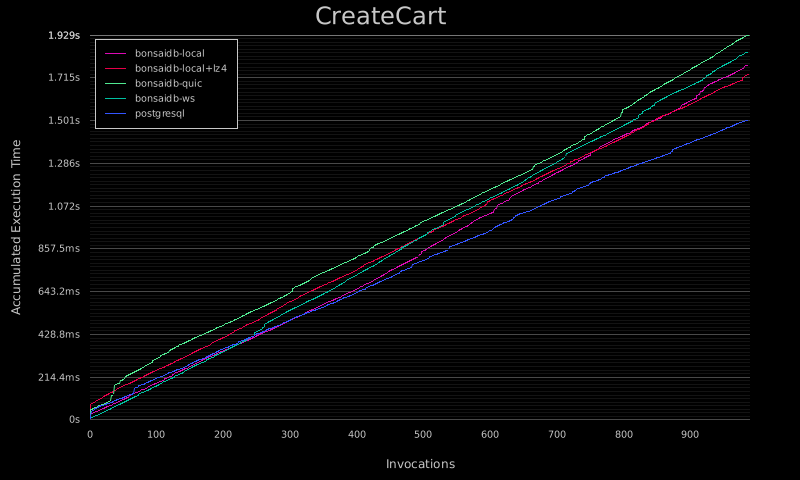 CreateCart
1.929s
bonsaidb-local
bonsaidb-local+lz4
1.715s
bonsaidb-quic
bonsaidb-ws
1.501s
postgresql
1.286s
1.072s
857.5ms
643.2ms
428.8ms
214.4ms
0s
Accumulated Execution Time
0 100 200 300 400 500 600 700 800 900
Invocations